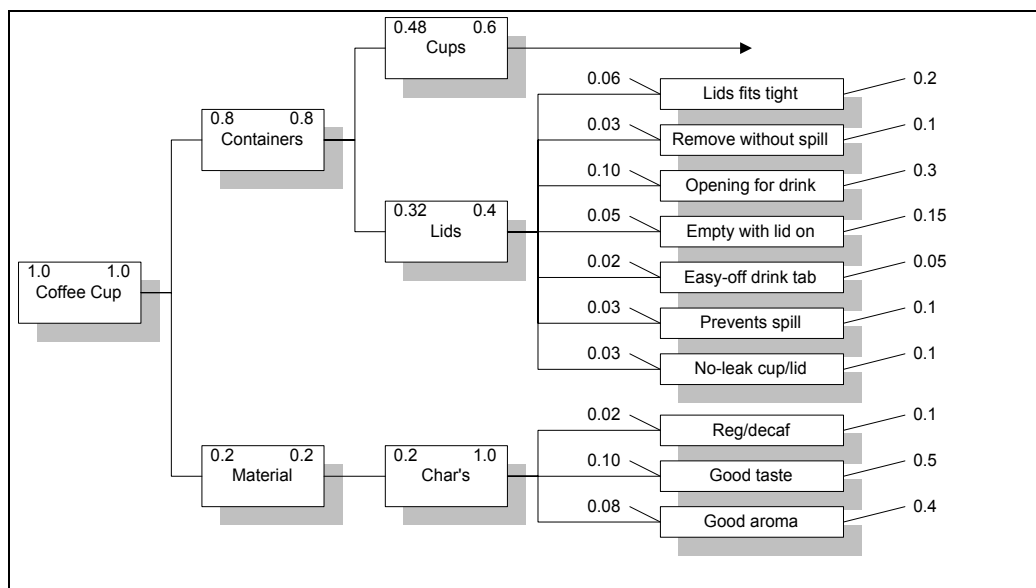 0.48 0.6
Cups
0.06 Lids fits tight 0.2
0.8 0.8
Containers
0.03 Remove without spill 0.1
0.10 Opening for drink 0.3
0.32 0.4
Lids
0.05 Empty with lid on 0.15
1.0 1.0
Coffee Cup
0.02 Easy-off drink tab 0.05
0.03 Prevents spill 0.1
0.03 No-leak cup/lid 0.1
0.02 Reg/decaf 0.1
0.2 0.2
Material
0.2 1.0
Char's
0.10 Good taste 0.5
0.08 Good aroma 0.4